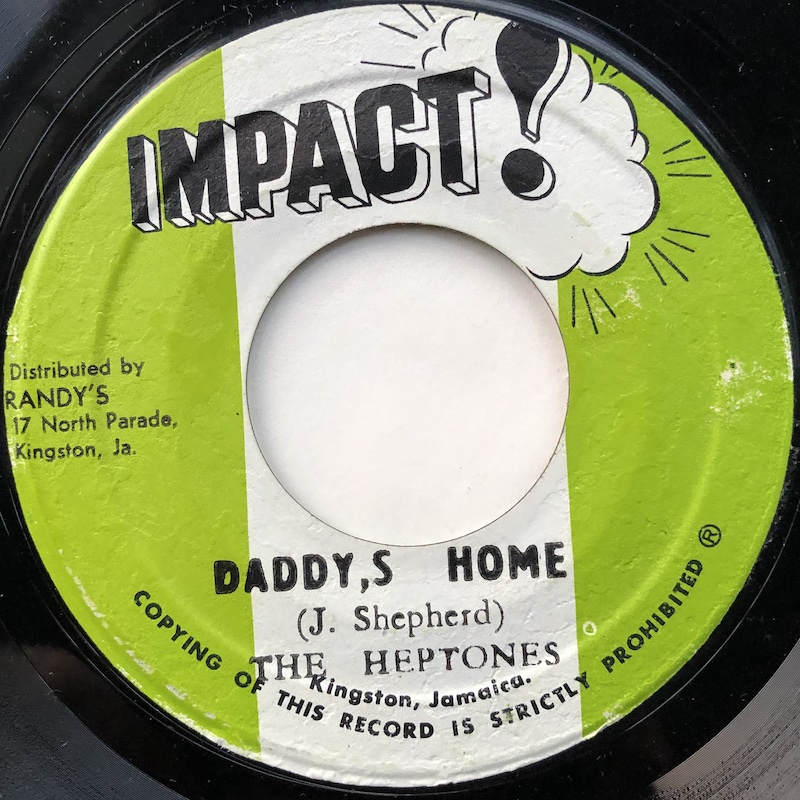 IMPACT!
Distributed by
RANDY'S
17 North Parade,
Kingston, Ja.
DADDY,S HOME
(J. Shepherd)
THE HEPTONES
Kingston, Jamaica.
COPYING OF THIS RECORD IS STRICTLY PROHIBITED ®